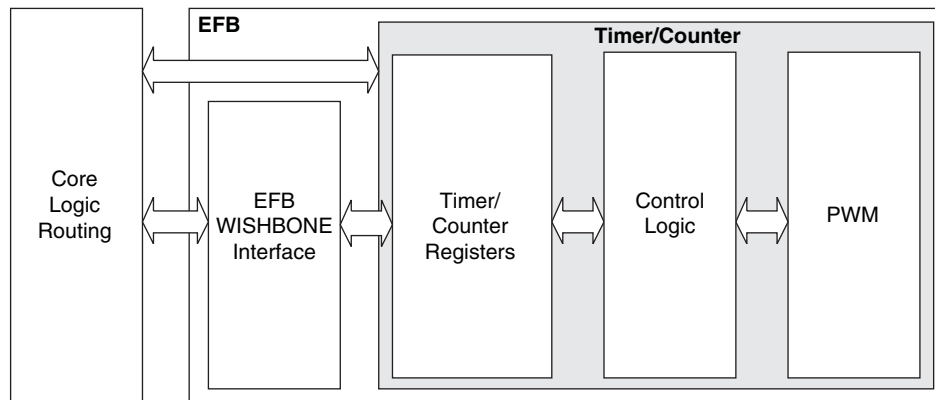 EFB
Timer/Counter
Core
Logic
Routing
EFB
WISHBONE
Interface
Timer/
Counter
Registers
Control
Logic
PWM